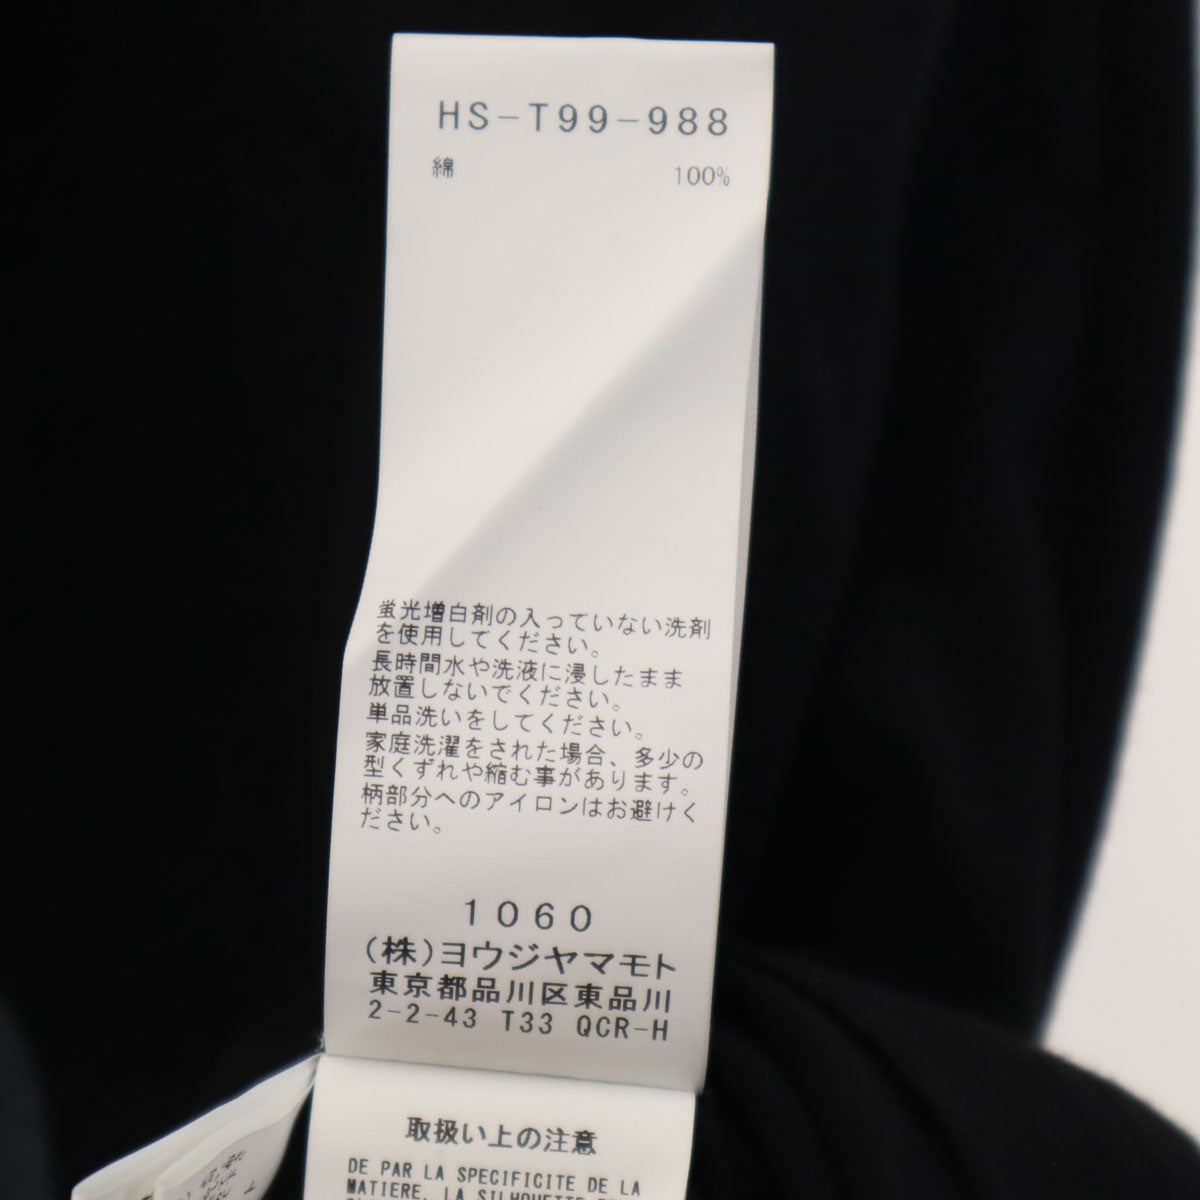 HS-T99-988
綿 100%
蛍光増白剤の入っていない洗剤
を使用してください。
長時間水や洗液に浸したまま
放置しないでください。
単品洗いをしてください。
家庭洗濯をされた場合、多少の
型くずれや縮む事があります。
柄部分へのアイロンはお避けく
ださい。
1060
(株)ヨウジヤマモト
東京都品川区東品川
2-2-43 T33 QCR-H
取扱い上の注意
DE PAR LA SPECIFICITE DE LA
MATIERE, LA SILHOUETTE